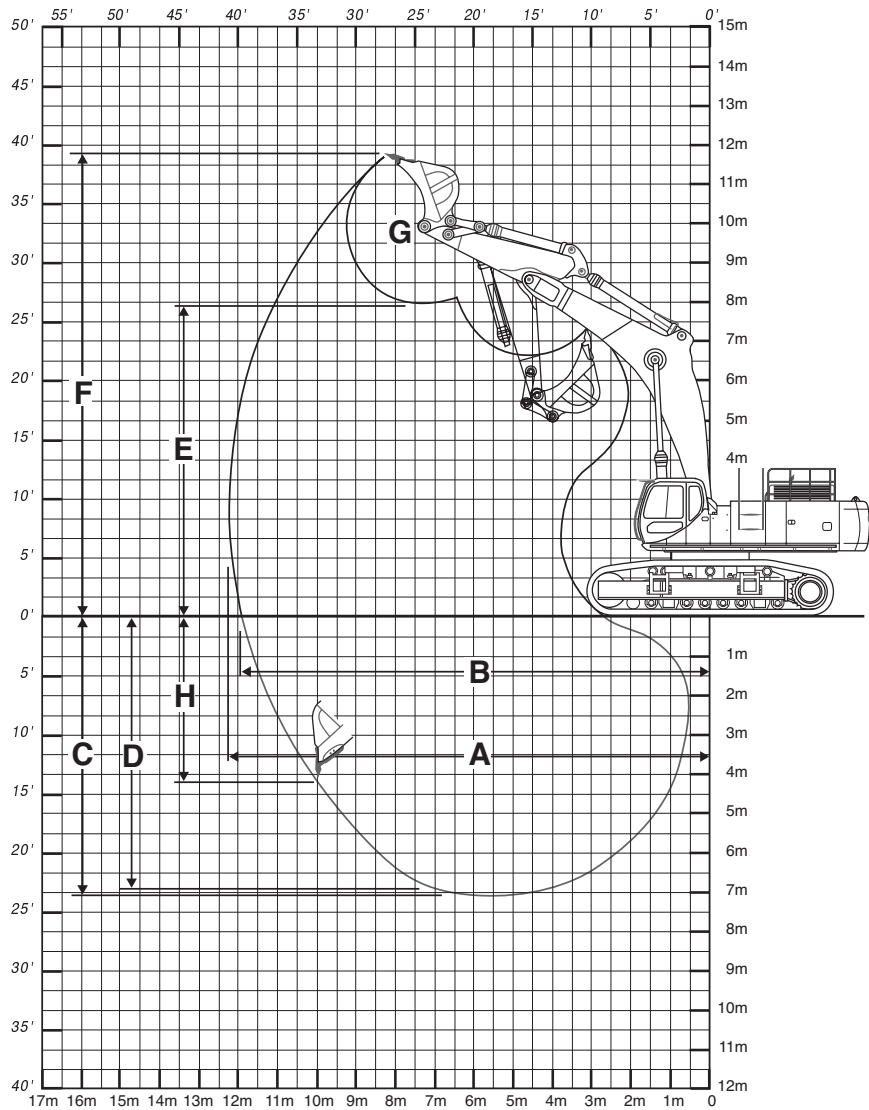 55' 50' 45' 40' 35' 30' 25' 20' 15' 10' 5' 0'
50' 15m
14m
45' 13m
40' 12m
11m
35' 10m
G
30' 9m
8m
25' 7m
F
20' 6m
5m
E
15' 4m
10'
5'
0'
1m
5' B
H 2m
10' 3m
C D A
4m
15' 5m
20' 6m
7m
25'
8m
30' 9m
10m
35'
11m
40' 12m
17m 16m 15m 14m 13m 12m 11m 10m 9m 8m 7m 6m 5m 4m 3m 2m 1m 0